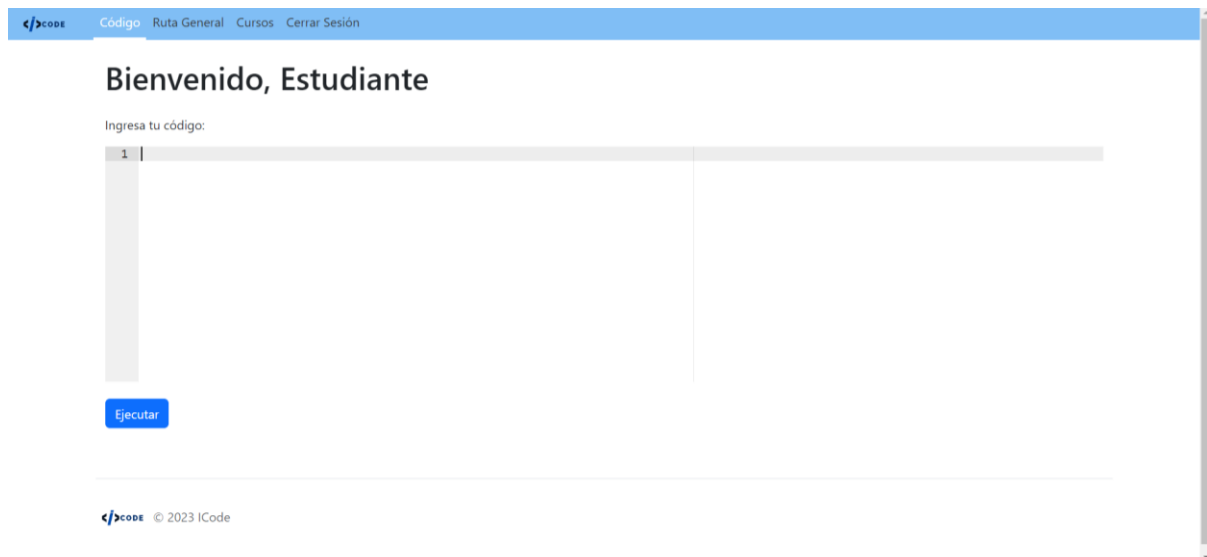 </>CODE Código Ruta General Cursos Cerrar Sesión
Bienvenido, Estudiante
Ingresa tu código:
1
Ejecutar
</>CODE © 2023 ICode